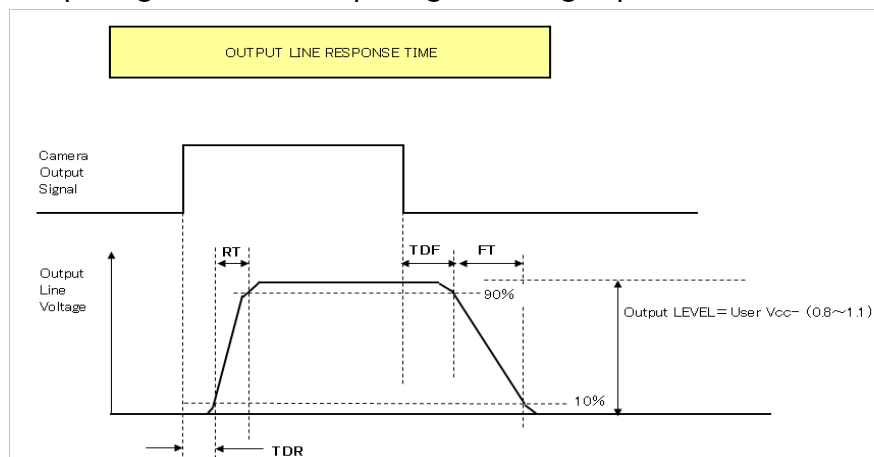 OUTPUT LINE RESPONSE TIME
Camera
Output
Signal
RT
TDF
FT
Output
Line
Voltage
90%
Output LEVEL=User Vcc- (0.8~1.1)
10%
TDR